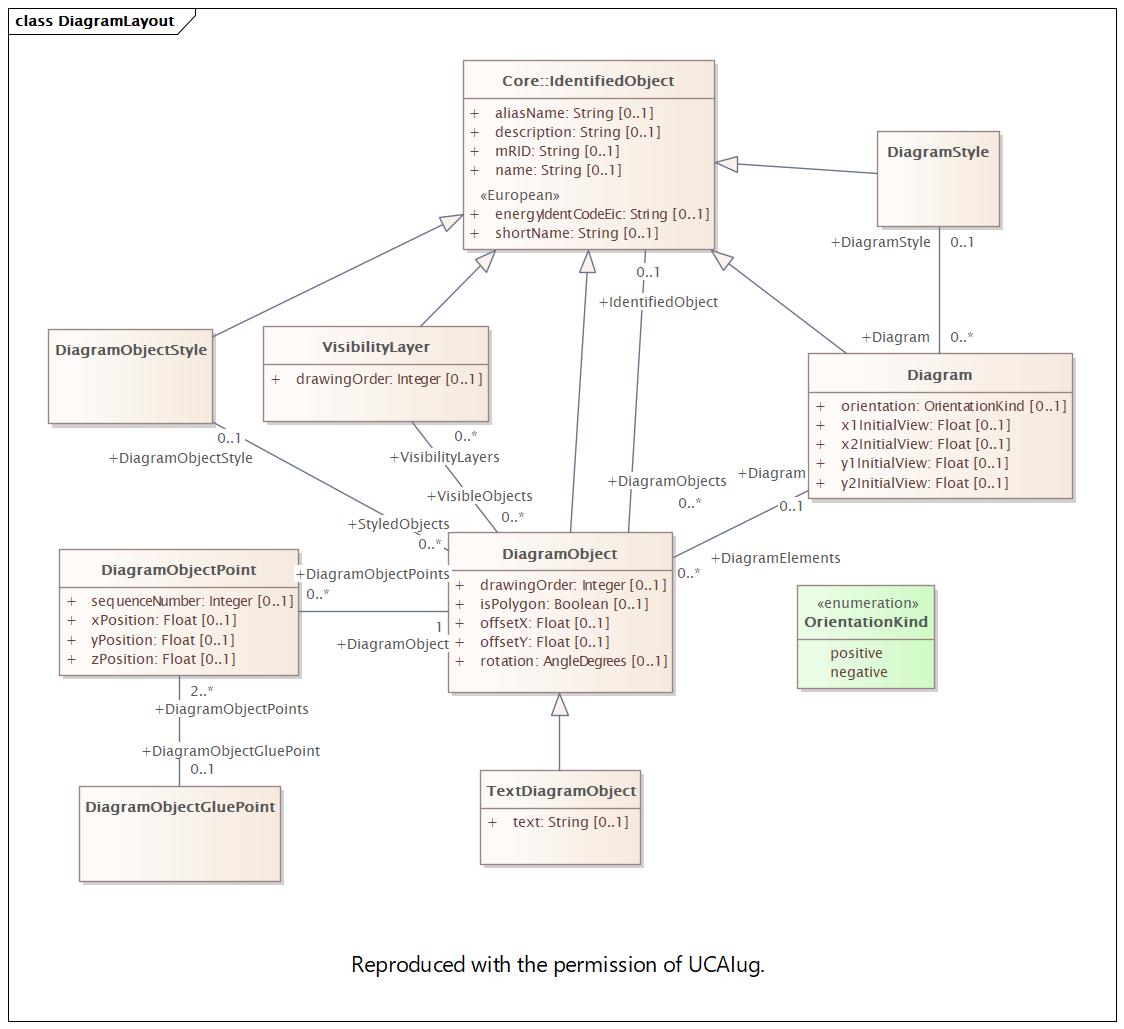 class DiagramLayout
Core::IdentifiedObject
+ aliasName: String [0..1]
+ description: String [0..1]
+ mRID: String [0..1]
+ name: String [0..1]
«European»
+ energyIdentCodeEic: String [0..1]
+ shortName: String [0..1]
DiagramStyle
+DiagramStyle 0..1
0..1
+IdentifiedObject
+Diagram 0..*
DiagramObjectStyle
VisibilityLayer
+ drawingOrder: Integer [0..1]
Diagram
+ orientation: OrientationKind [0..1]
+ x1InitialView: Float [0..1]
+ x2InitialView: Float [0..1]
+ y1InitialView: Float [0..1]
+ y2InitialView: Float [0..1]
0..1
+DiagramObjectStyle
0..*
+VisibilityLayers
+DiagramObjects
0..*
+Diagram
0..1
+VisibleObjects
0..*
+StyledObjects
0..*
+DiagramElements
0..*
DiagramObject
+ drawingOrder: Integer [0..1]
+ isPolygon: Boolean [0..1]
+ offsetX: Float [0..1]
+ offsetY: Float [0..1]
+ rotation: AngleDegrees [0..1]
DiagramObjectPoint
+ sequenceNumber: Integer [0..1]
+ xPosition: Float [0..1]
+ yPosition: Float [0..1]
+ zPosition: Float [0..1]
+DiagramObjectPoints
0..*
1
+DiagramObject
«enumeration»
OrientationKind
positive
negative
2..*
+DiagramObjectPoints
+DiagramObjectGluePoint
0..1
DiagramObjectGluePoint
TextDiagramObject
+ text: String [0..1]
Reproduced with the permission of UCAIug.